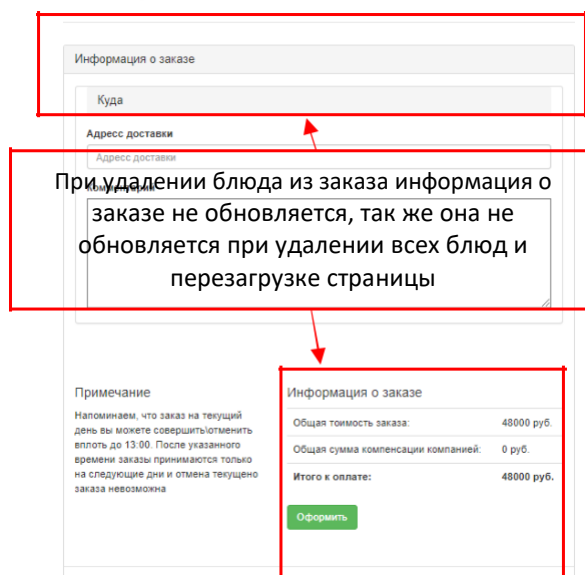 Информация о заказе
Куда
Адресс доставки
Адресс доставки
Комментарий
При удалении блюда из заказа информация о
заказе не обновляется, так же она не
обновляется при удалении всех блюд и
перезагрузке страницы
Примечание
Напоминаем, что заказ на текущий
день вы можете совершить\отменить
вплоть до 13:00. После указанного
времени заказы принимаются только
на следующие дни и отмена текущено
заказа невозможна
Информация о заказе
Общая тоимость заказа: 48000 руб.
Общая сумма компенсации компанией: 0 руб.
Итого к оплате: 48000 руб.
Оформить